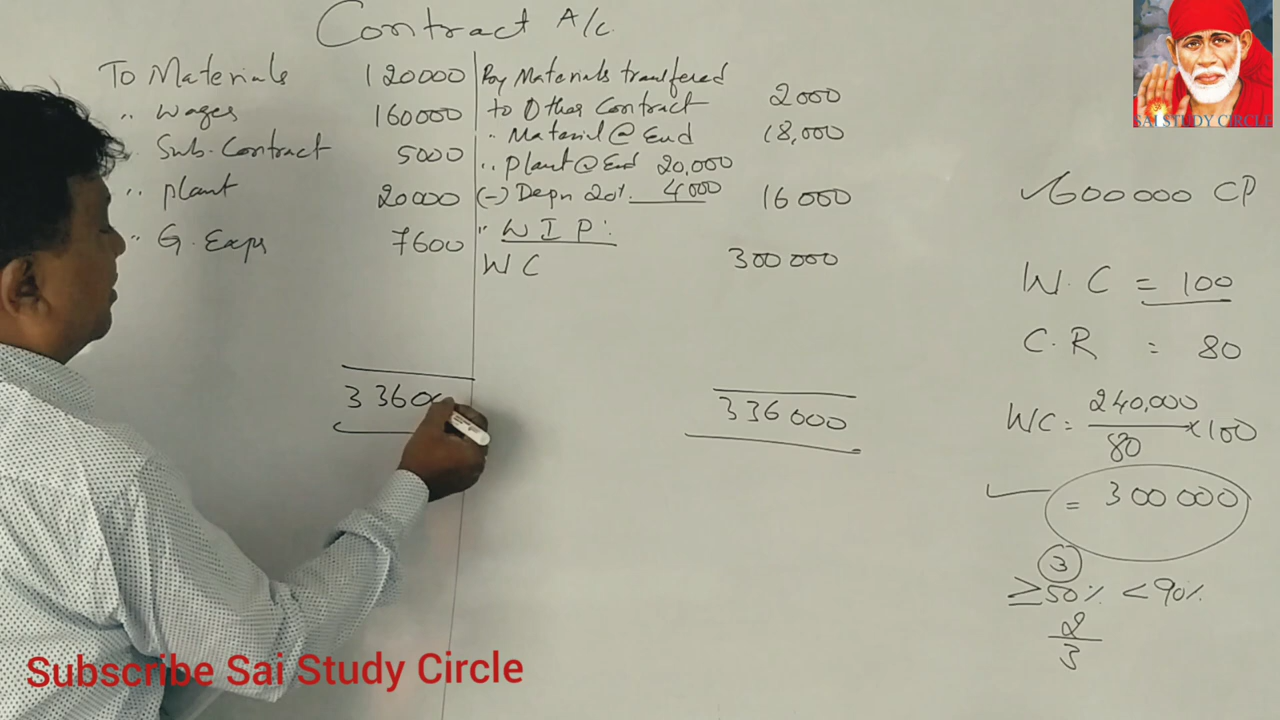 Contract A/c.
To Materials 120000
" Wages 160000
" Sub-Contract 5000
" Plant 20000
" G. Exps 7600
33600
By Materials transfered
to Other Contract 2000
" Material @ End 18,000
" Plant @ End 20,000
(-) Depn 20% 4000 16000
" W I P :
W C 300000
336000
✓600000 CP
W.C = 100
C.R = 80
WC = 240,000/80 × 100
= 300000
3
≥50% <90%
2/3
SAI STUDY CIRCLE
Subscribe Sai Study Circle